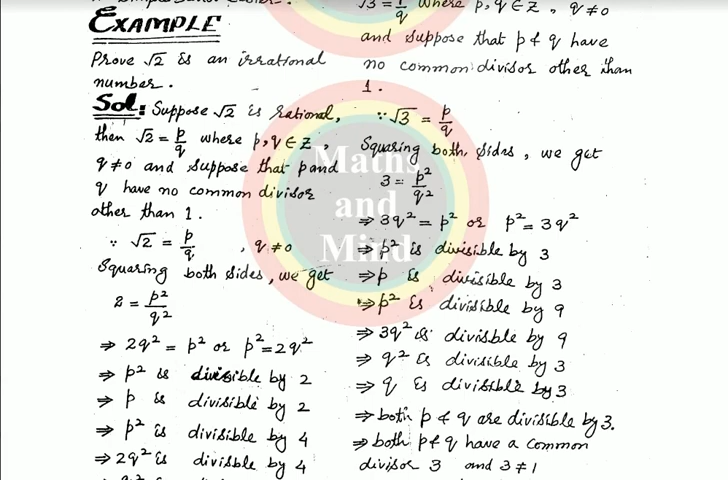 EXAMPLE
Prove √2 is an irrational
number.
Sol: Suppose √2 is rational,
then √2 = p/q where p, q ∈ Z,
q ≠ 0 and suppose that p and
q have no common divisor
other than 1.
∵ √2 = p/q , q ≠ 0
Squaring both sides, we get
2 = p²/q²
⇒ 2q² = p² or p² = 2q²
⇒ p² is divisible by 2
⇒ p is divisible by 2
⇒ p² is divisible by 4
⇒ 2q² is divisible by 4
√3 = p/q where p, q ∈ Z, q ≠ 0
and suppose that p & q have
no common divisor other than
1.
∵ √3 = p/q
Squaring both sides, we get
3 = p²/q²
⇒ 3q² = p² or p² = 3q²
⇒ p² is divisible by 3
⇒ p is divisible by 3
⇒ p² is divisible by 9
⇒ 3q² is divisible by 9
⇒ q² is divisible by 3
⇒ q is divisible by 3
⇒ both p & q are divisible by 3.
⇒ both p & q have a common
divisor 3 and 3 ≠ 1
Maths
and
Mind